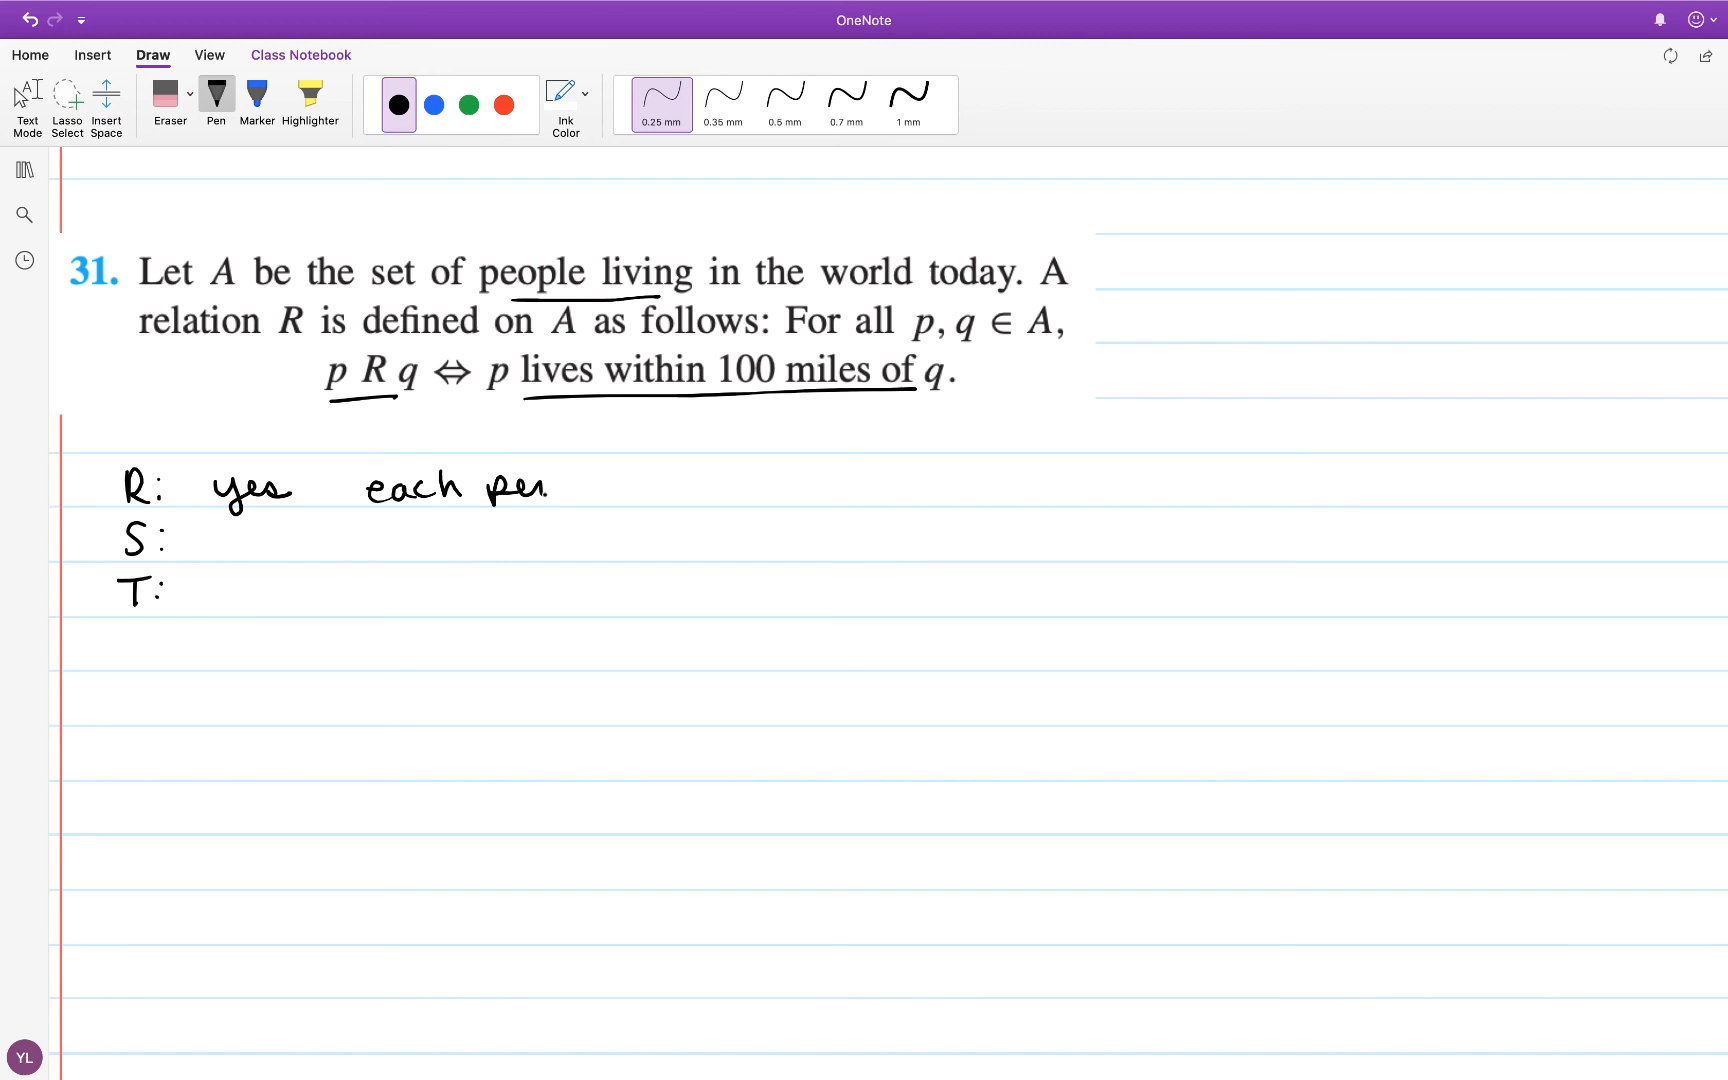 OneNote
Home Insert Draw View Class Notebook
Text Mode Lasso Select Insert Space Eraser Pen Marker Highlighter Ink Color 0.25 mm 0.35 mm 0.5 mm 0.7 mm 1 mm
31. Let A be the set of people living in the world today. A
relation R is defined on A as follows: For all p, q ∈ A,
p R q ⇔ p lives within 100 miles of q.
R: yes each per
S:
T:
YL